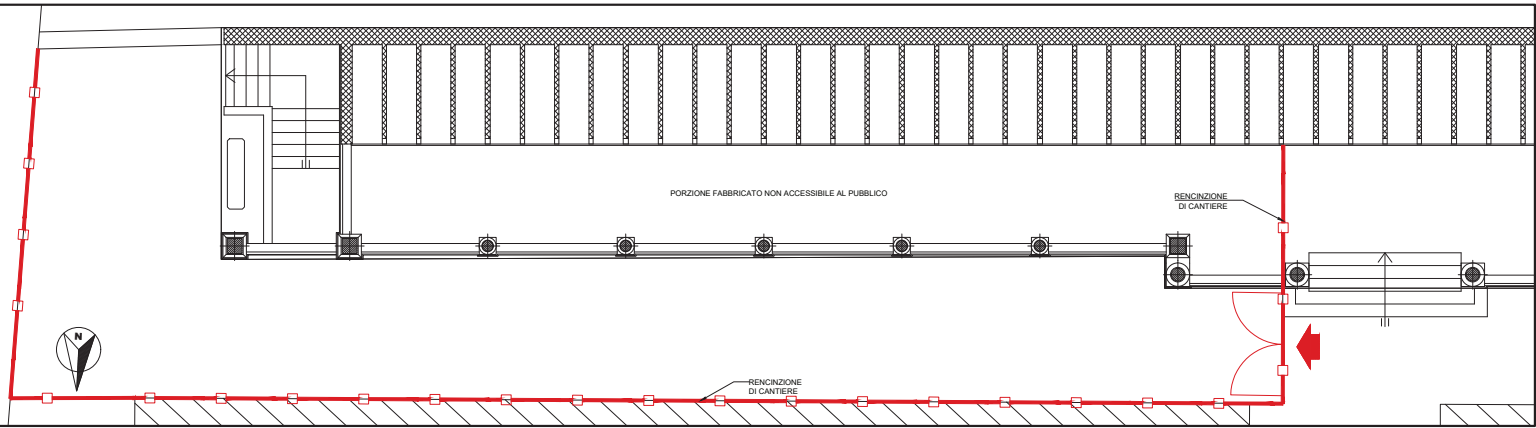 PORZIONE FABBRICATO NON ACCESSIBILE AL PUBBLICO
RENCINZIONE
DI CANTIERE
N
RENCINZIONE
DI CANTIERE